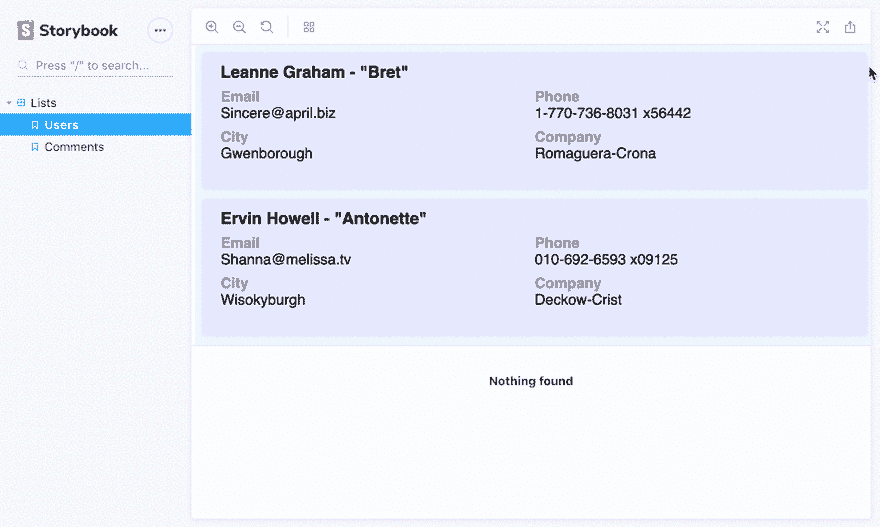 Storybook
Press "/" to search...
Lists
Users
Comments
Leanne Graham - "Bret"
Email Phone
Sincere@april.biz 1-770-736-8031 x56442
City Company
Gwenborough Romaguera-Crona
Ervin Howell - "Antonette"
Email Phone
Shanna@melissa.tv 010-692-6593 x09125
City Company
Wisokyburgh Deckow-Crist
Nothing found